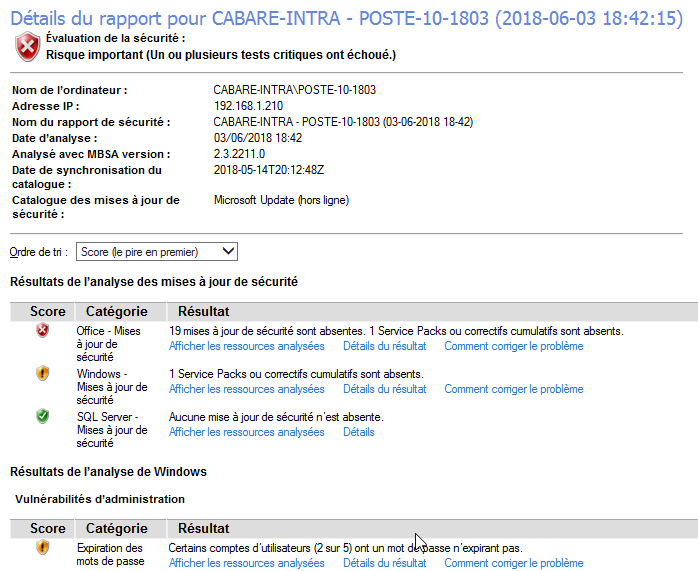 Détails du rapport pour CABARE-INTRA - POSTE-10-1803 (2018-06-03 18:42:15)
Évaluation de la sécurité :
Risque important (Un ou plusieurs tests critiques ont échoué.)
Nom de l'ordinateur : CABARE-INTRA\POSTE-10-1803
Adresse IP : 192.168.1.210
Nom du rapport de sécurité : CABARE-INTRA - POSTE-10-1803 (03-06-2018 18-42)
Date d'analyse : 03/06/2018 18:42
Analysé avec MBSA version : 2.3.2211.0
Date de synchronisation du 2018-05-14T20:12:48Z
catalogue :
Catalogue des mises à jour de Microsoft Update (hors ligne)
sécurité :
Ordre de tri : Score (le pire en premier)
Résultats de l'analyse des mises à jour de sécurité
Score Catégorie Résultat
Office - Mises 19 mises à jour de sécurité sont absentes. 1 Service Packs ou correctifs cumulatifs sont absents.
à jour de Afficher les ressources analysées Détails du résultat Comment corriger le problème
sécurité
Windows - 1 Service Packs ou correctifs cumulatifs sont absents.
Mises à jour de Afficher les ressources analysées Détails du résultat Comment corriger le problème
sécurité
SQL Server - Aucune mise à jour de sécurité n'est absente.
Mises à jour de Afficher les ressources analysées Détails
sécurité
Résultats de l'analyse de Windows
Vulnérabilités d'administration
Score Catégorie Résultat
Expiration des Certains comptes d'utilisateurs (2 sur 5) ont un mot de passe n'expirant pas.
mots de passe Afficher les ressources analysées Détails du résultat Comment corriger le problème